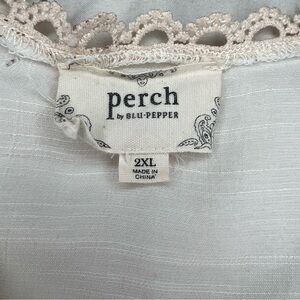 perch
by BLU·PEPPER
2XL
MADE IN
CHINA